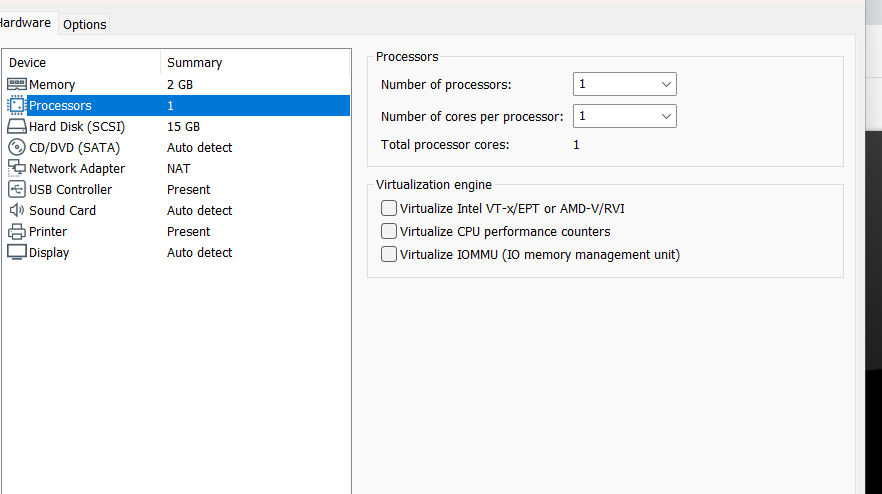 Hardware Options
Device Summary
Memory 2 GB
Processors 1
Hard Disk (SCSI) 15 GB
CD/DVD (SATA) Auto detect
Network Adapter NAT
USB Controller Present
Sound Card Auto detect
Printer Present
Display Auto detect
Processors
Number of processors: 1
Number of cores per processor: 1
Total processor cores: 1
Virtualization engine
Virtualize Intel VT-x/EPT or AMD-V/RVI
Virtualize CPU performance counters
Virtualize IOMMU (IO memory management unit)